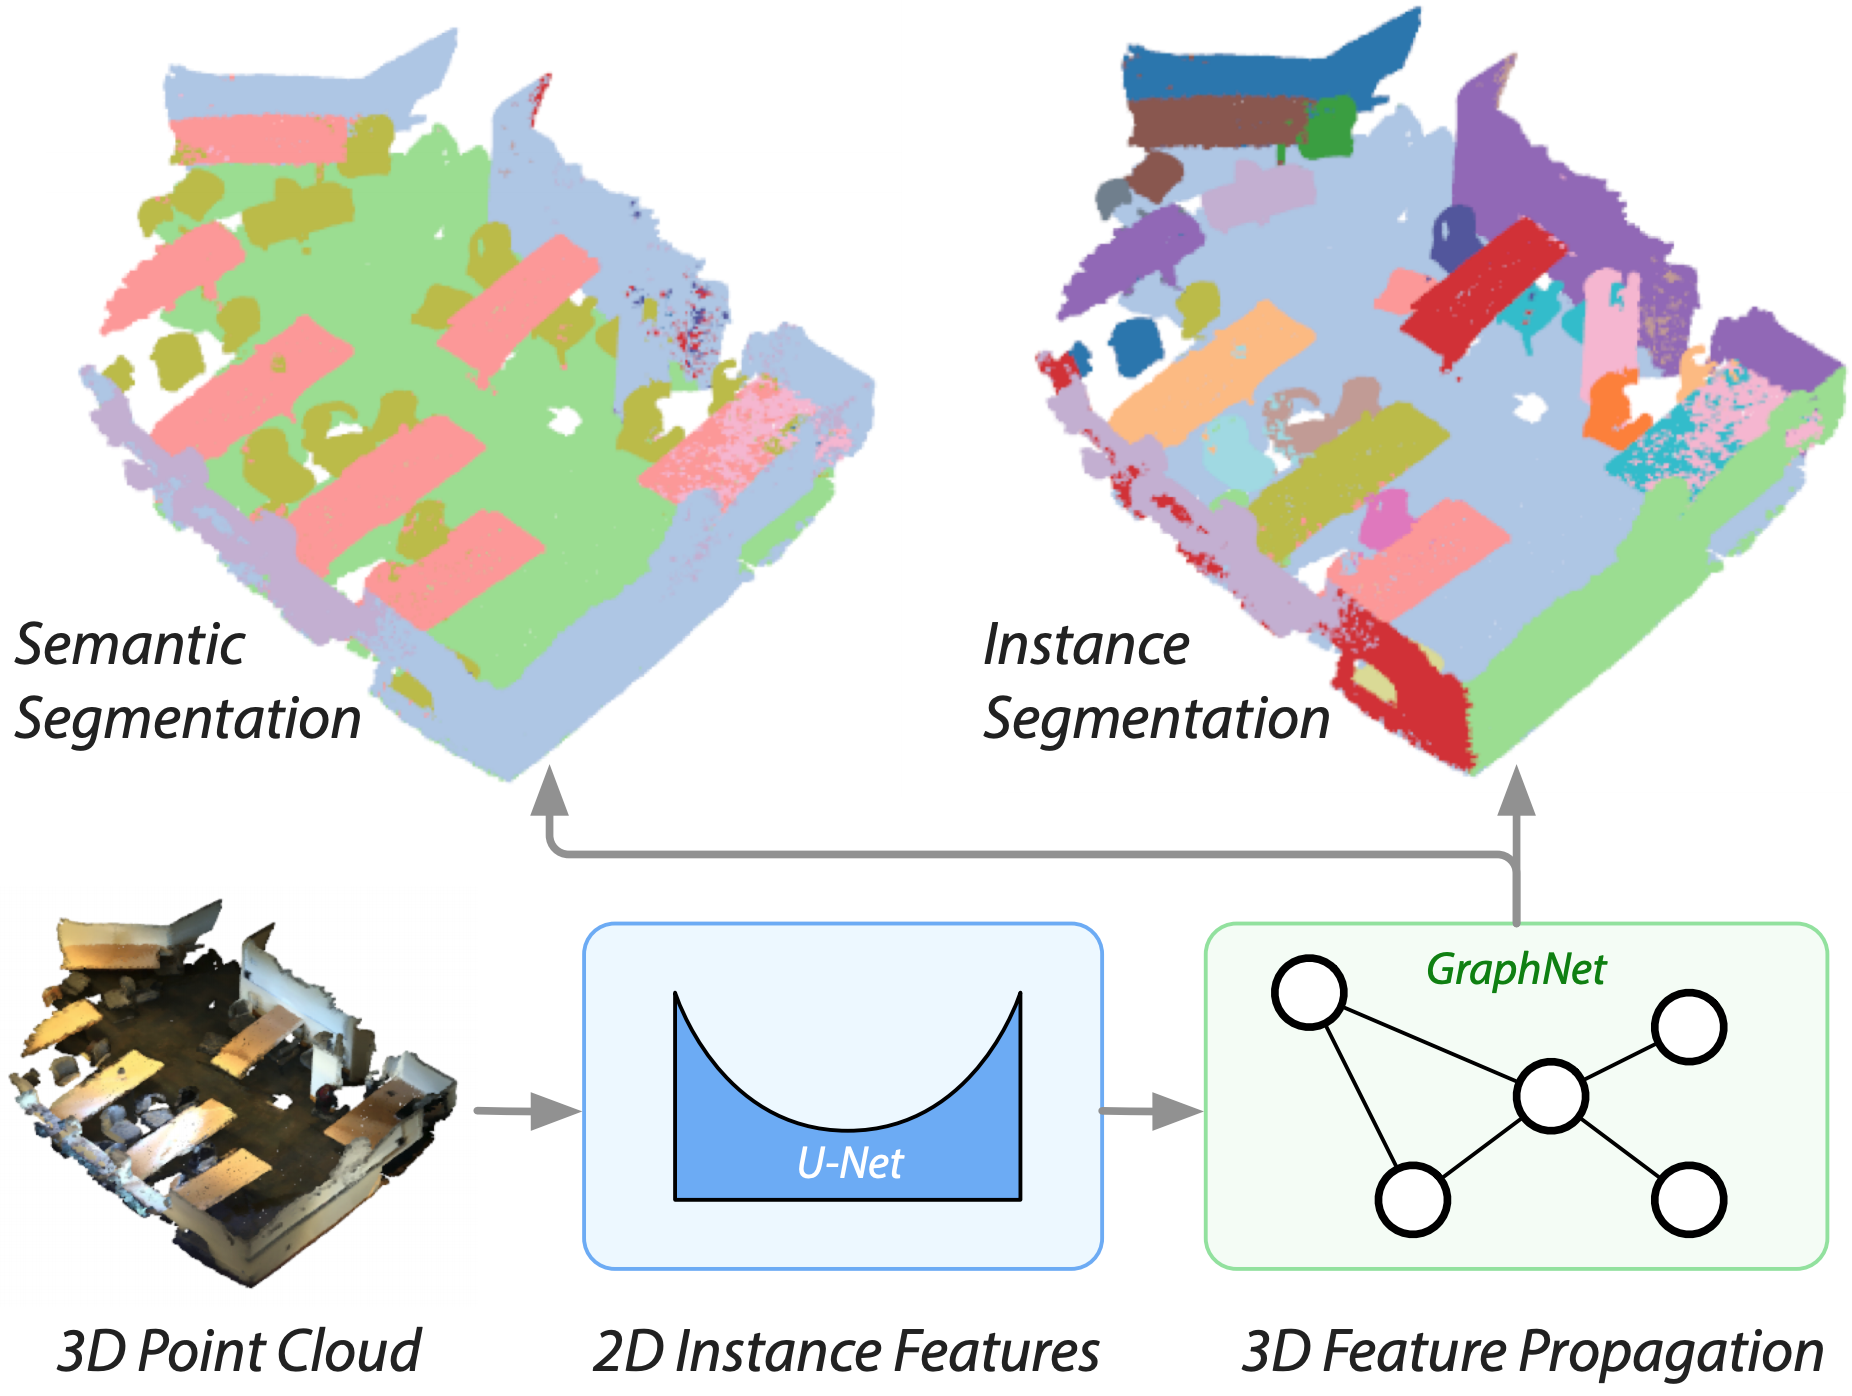 Semantic
Segmentation
Instance
Segmentation
GraphNet
U-Net
3D Point Cloud
2D Instance Features
3D Feature Propagation